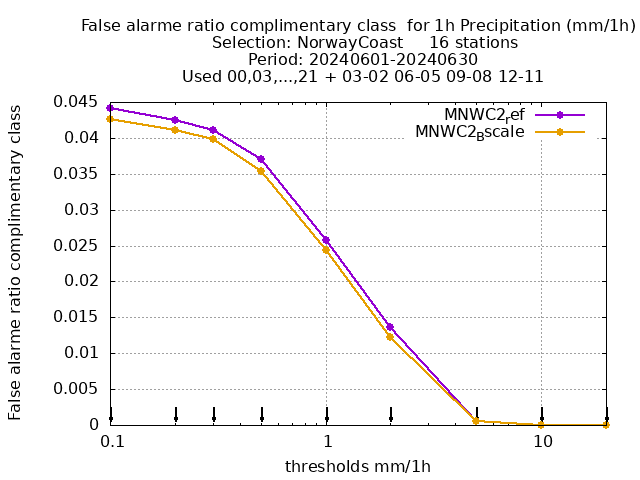 False alarme ratio complimentary class  for 1h Precipitation (mm/1h)
Selection: NorwayCoast     16 stations
Period: 20240601-20240630
Used 00,03,...,21 + 03-02 06-05 09-08 12-11
False alarme ratio complimentary class
0.045
0.04
0.035
0.03
0.025
0.02
0.015
0.01
0.005
0
MNWC2ref
MNWC2Bscale
0.1
1
10
thresholds mm/1h